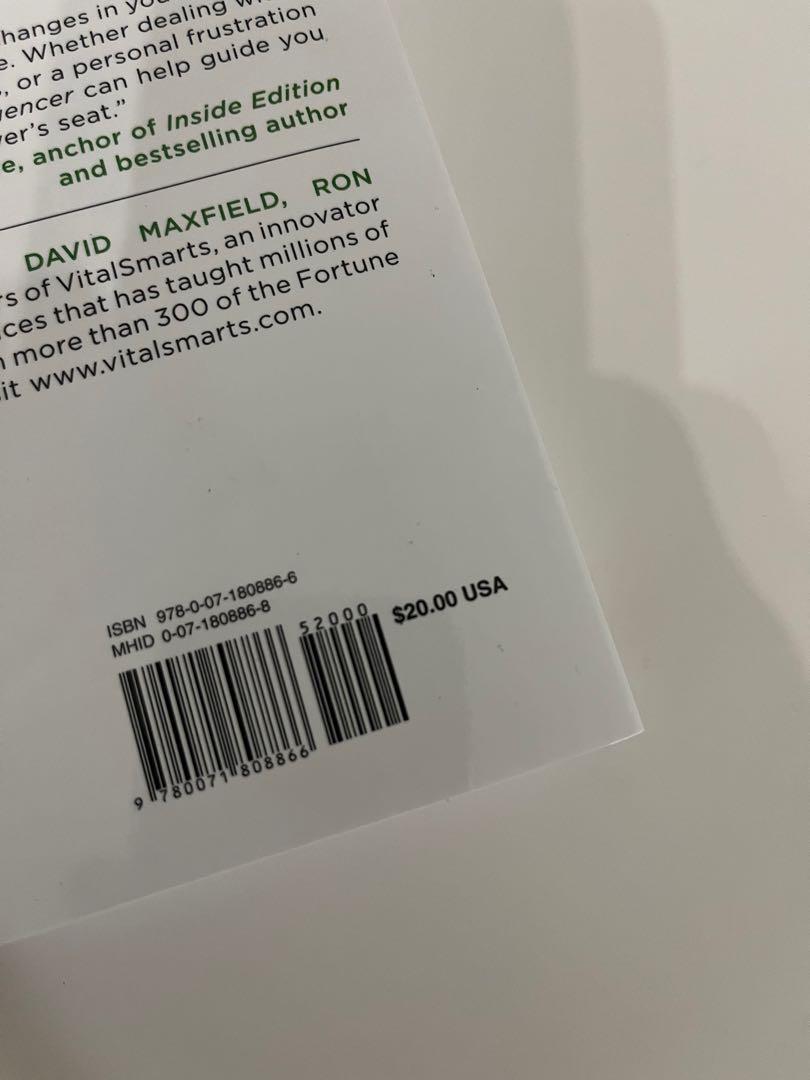 hanges in you
e. Whether dealing w
, or a personal frustration
encer can help guide you
er's seat."
e, anchor of Inside Edition
and bestselling author
DAVID MAXFIELD, RON
s of VitalSmarts, an innovator
ces that has taught millions of
more than 300 of the Fortune
it www.vitalsmarts.com.
ISBN 978-0-07-180886-6
MHID 0-07-180886-8
52000
$20.00 USA
9 780071 808866